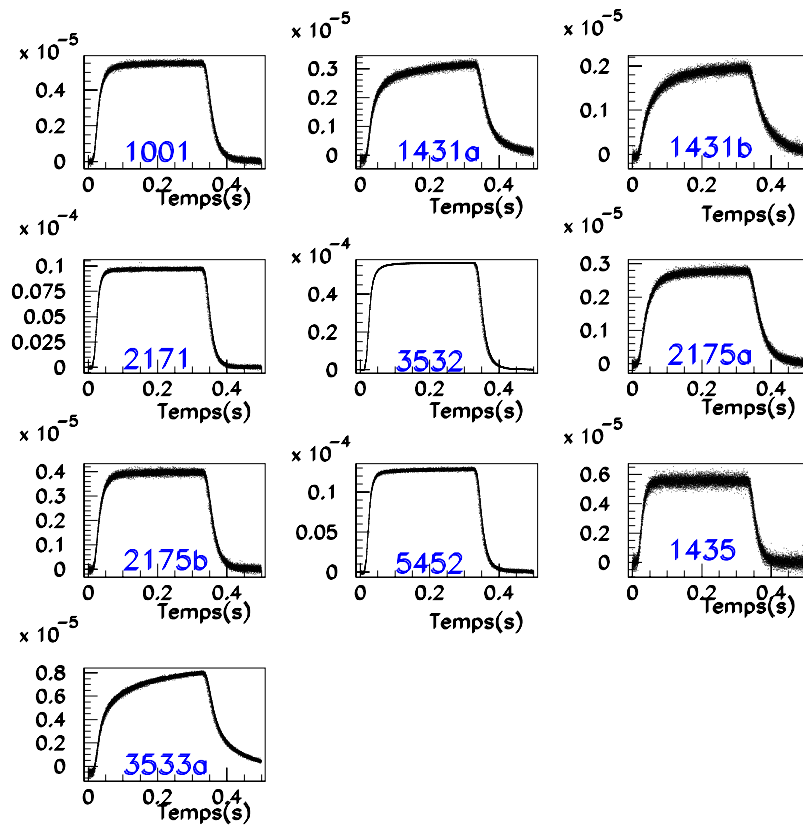 x 10⁻⁵
0.4
0.2
0
1001
0 0.2 0.4
Temps(s)
x 10⁻⁵
0.3
0.2
0.1
0
1431a
0 0.2 0.4
Temps(s)
x 10⁻⁵
0.2
0.1
0
1431b
0 0.2 0.4
Temps(s)
x 10⁻⁴
0.1
0.075
0.05
0.025
0
2171
0 0.2 0.4
Temps(s)
x 10⁻⁴
0.4
0.2
0
3532
0 0.2 0.4
Temps(s)
x 10⁻⁵
0.3
0.2
0.1
0
2175a
0 0.2 0.4
Temps(s)
x 10⁻⁵
0.4
0.3
0.2
0.1
0
2175b
0 0.2 0.4
Temps(s)
x 10⁻⁴
0.1
0.05
0
5452
0 0.2 0.4
Temps(s)
x 10⁻⁵
0.6
0.4
0.2
0
1435
0 0.2 0.4
Temps(s)
x 10⁻⁵
0.8
0.6
0.4
0.2
0
3533a
0 0.2 0.4
Temps(s)